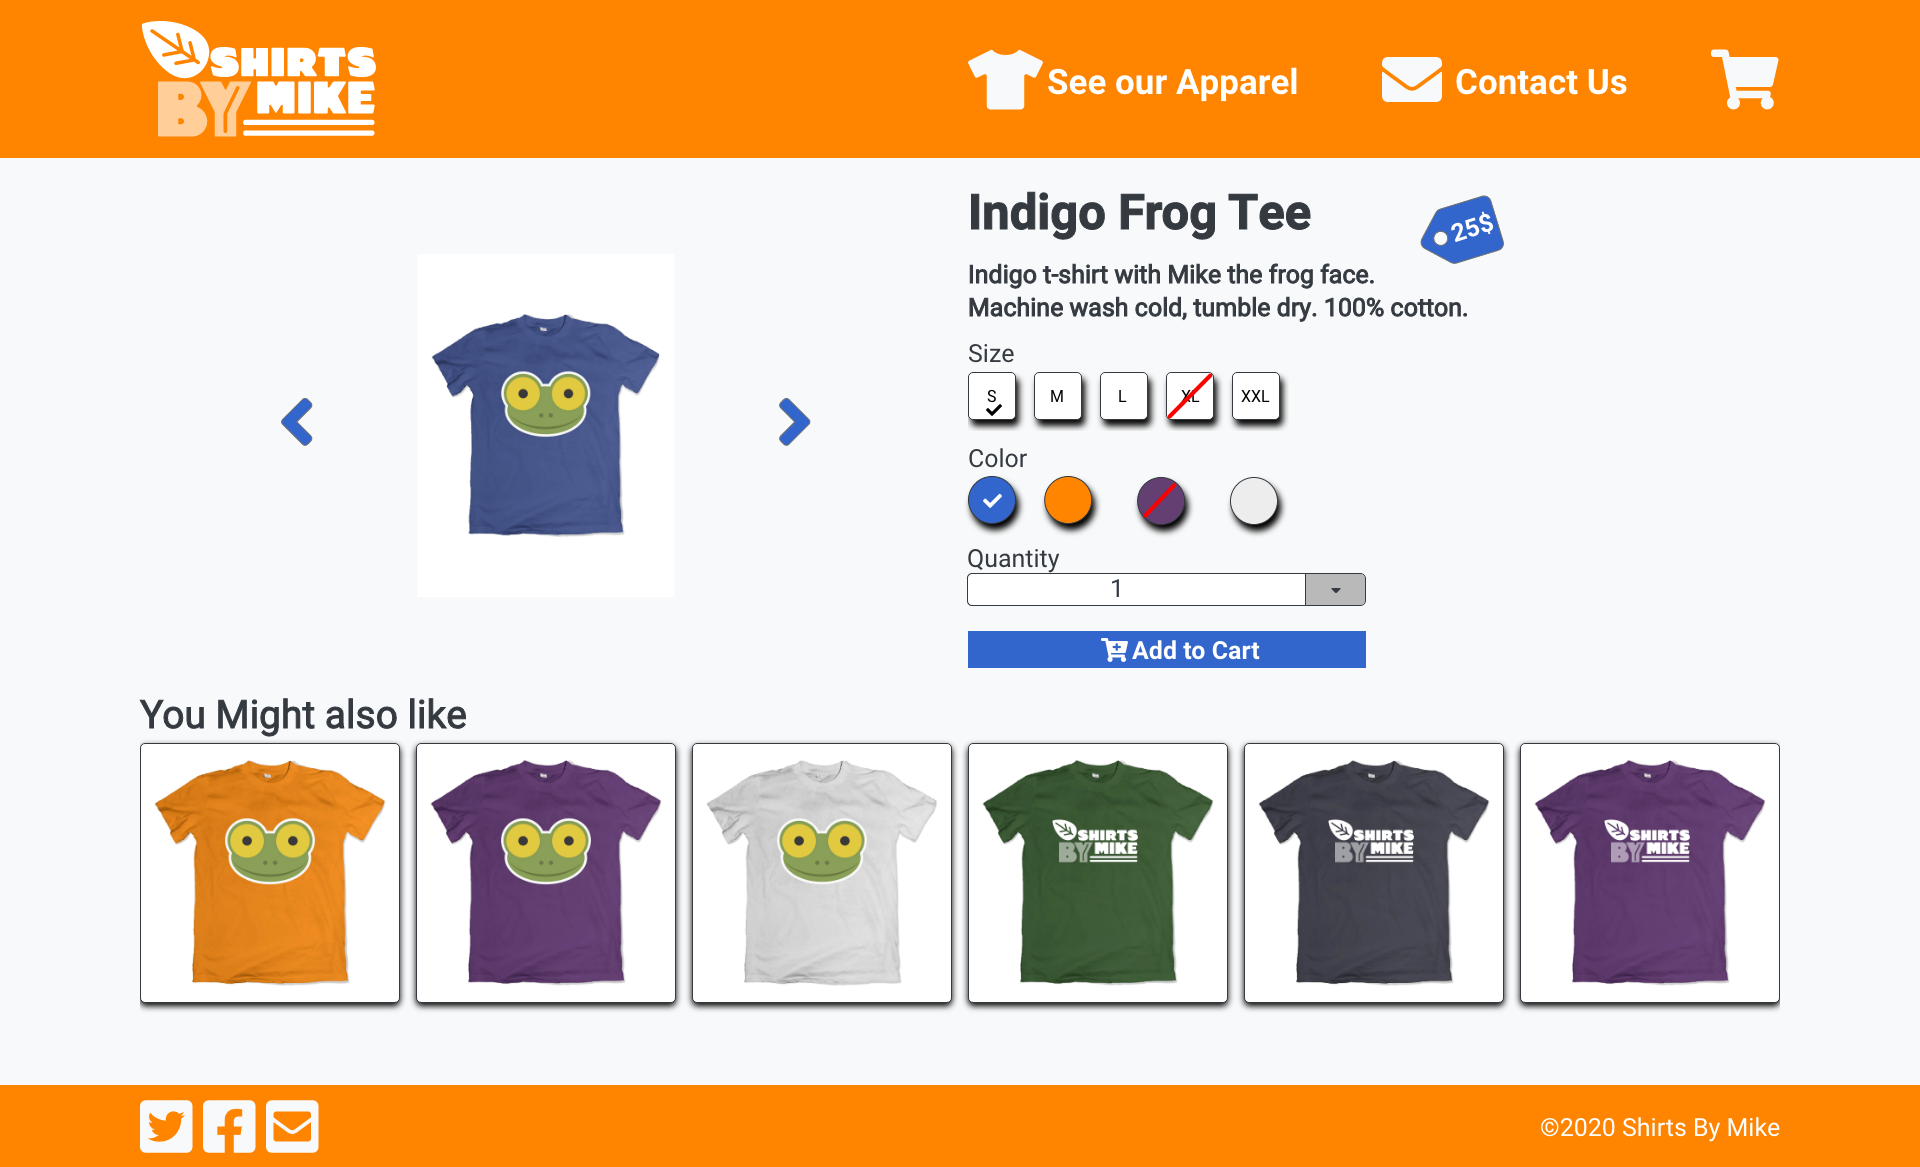 SHIRTS
BY MIKE
See our Apparel
Contact Us
Indigo Frog Tee
25$
Indigo t-shirt with Mike the frog face.
Machine wash cold, tumble dry. 100% cotton.
Size
S M L XL XXL
Color
Quantity
1
Add to Cart
You Might also like
SHIRTS
BY MIKE
SHIRTS
BY MIKE
SHIRTS
BY MIKE
©2020 Shirts By Mike